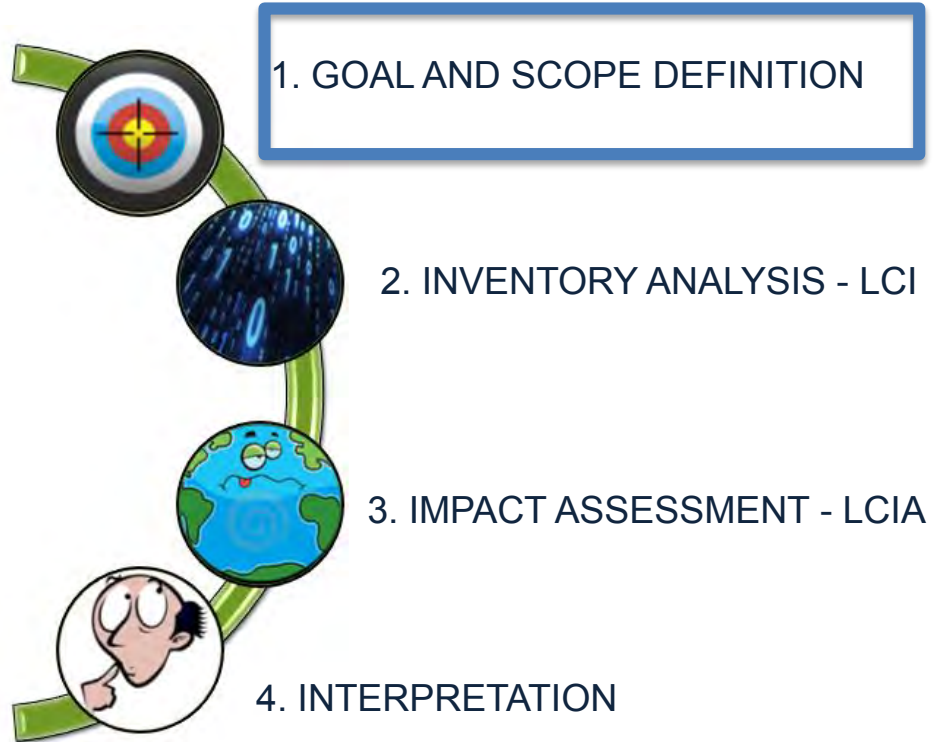 1. GOAL AND SCOPE DEFINITION
2. INVENTORY ANALYSIS - LCI
3. IMPACT ASSESSMENT - LCIA
4. INTERPRETATION